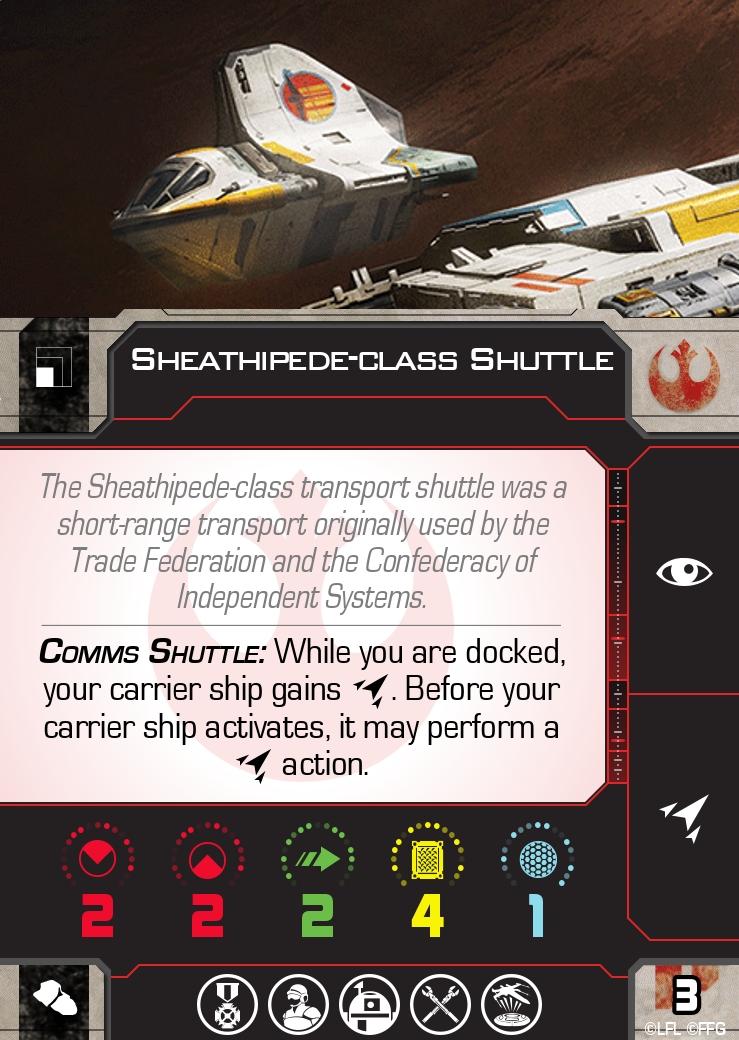 Sheathipede-class Shuttle
The Sheathipede-class transport shuttle was a
short-range transport originally used by the
Trade Federation and the Confederacy of
Independent Systems.
Comms Shuttle: While you are docked,
your carrier ship gains . Before your
carrier ship activates, it may perform a
action.
2 2 2 4 1
3
©LFL ©FFG